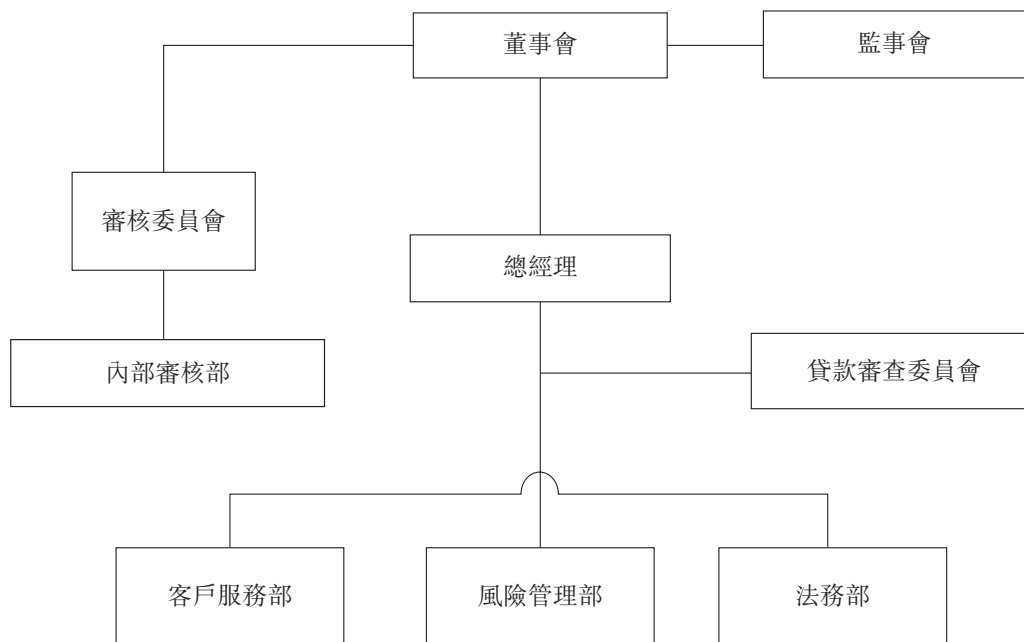 董事會
監事會
審核委員會
總經理
內部審核部
貸款審查委員會
客戶服務部
風險管理部
法務部